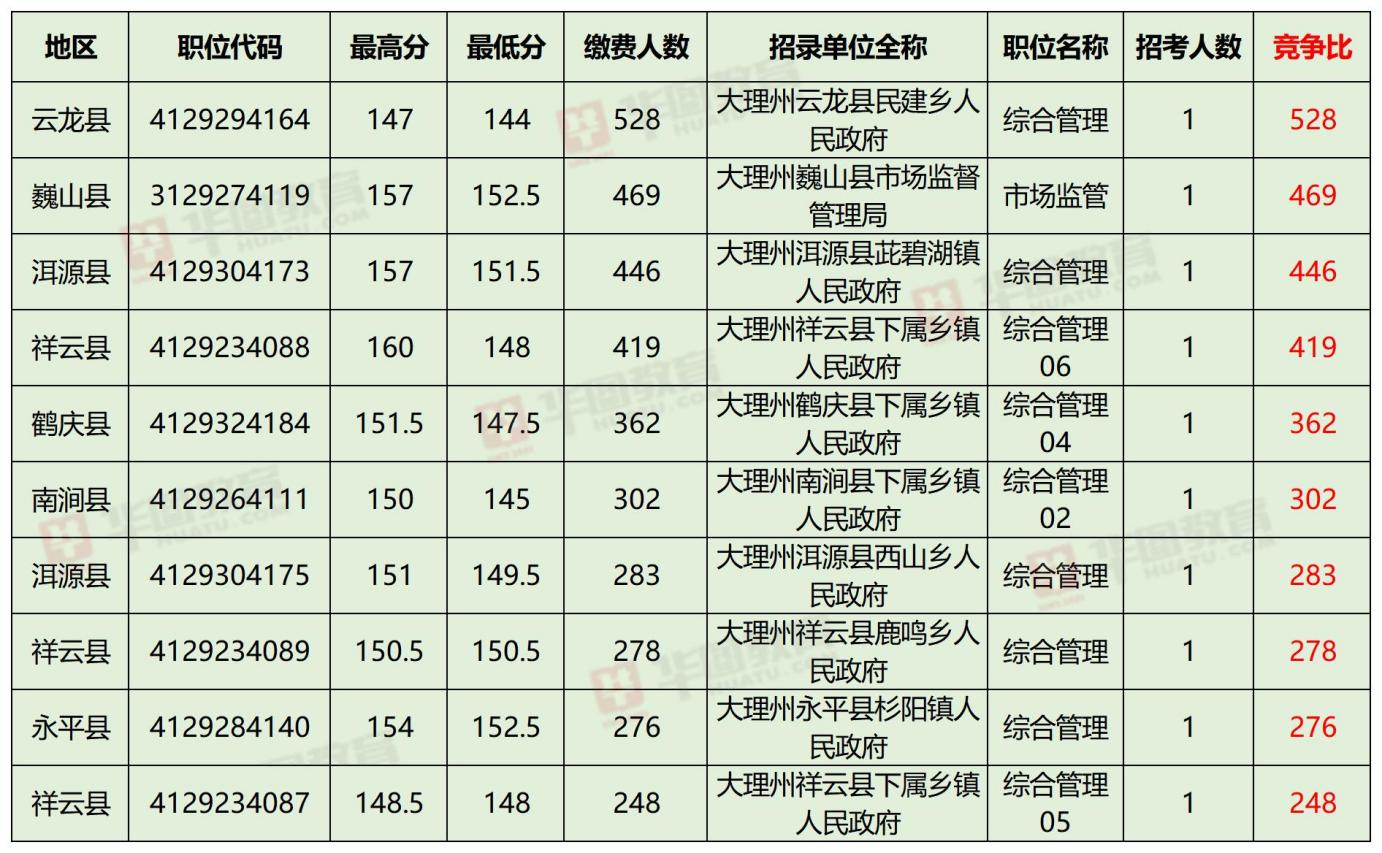 地区 职位代码 最高分 最低分 缴费人数 招录单位全称 职位名称 招考人数 竞争比
云龙县 4129294164 147 144 528 大理州云龙县民建乡人 综合管理 1 528
民政府
巍山县 3129274119 157 152.5 469 大理州巍山县市场监督 市场监管 1 469
管理局
洱源县 4129304173 157 151.5 446 大理州洱源县茈碧湖镇 综合管理 1 446
人民政府
祥云县 4129234088 160 148 419 大理州祥云县下属乡镇 综合管理 1 419
人民政府 06
鹤庆县 4129324184 151.5 147.5 362 大理州鹤庆县下属乡镇 综合管理 1 362
人民政府 04
南涧县 4129264111 150 145 302 大理州南涧县下属乡镇 综合管理 1 302
人民政府 02
洱源县 4129304175 151 149.5 283 大理州洱源县西山乡人 综合管理 1 283
民政府
祥云县 4129234089 150.5 150.5 278 大理州祥云县鹿鸣乡人 综合管理 1 278
民政府
永平县 4129284140 154 152.5 276 大理州永平县杉阳镇人 综合管理 1 276
民政府
祥云县 4129234087 148.5 148 248 大理州祥云县下属乡镇 综合管理 1 248
人民政府 05
华图教育
HUATU.COM